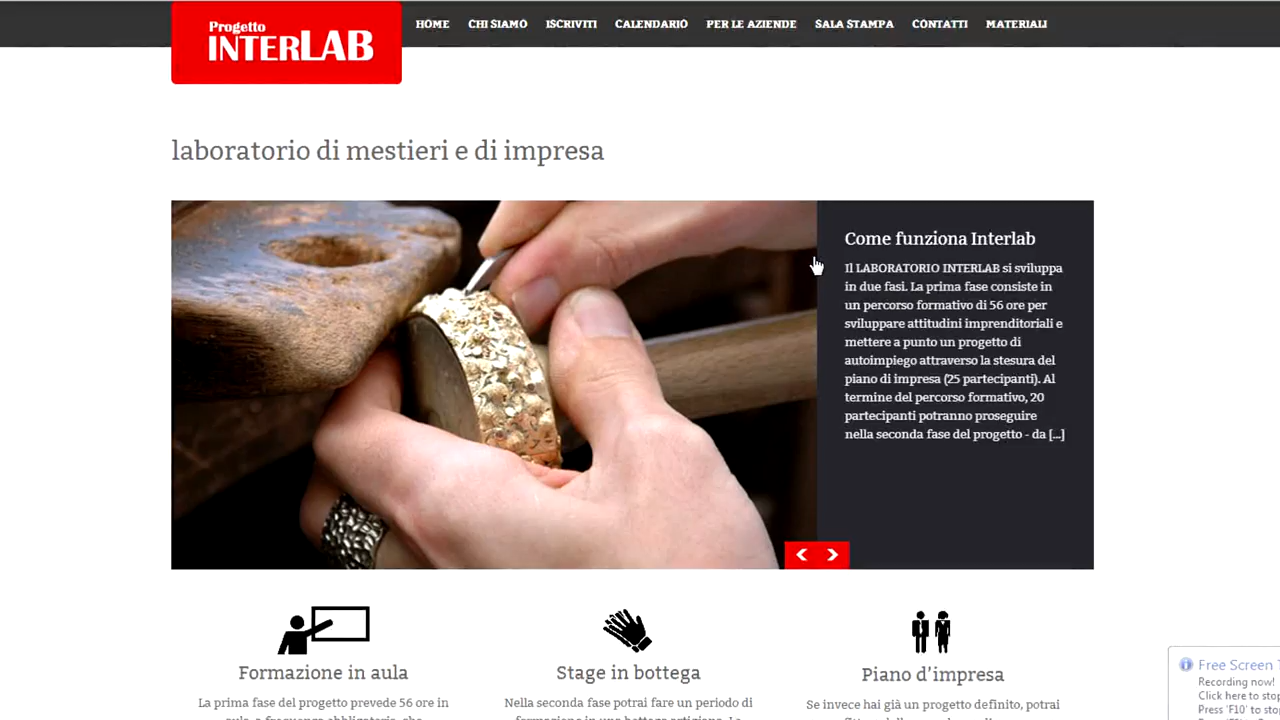 Progetto
INTERLAB
HOME CHI SIAMO ISCRIVITI CALENDARIO PER LE AZIENDE SALA STAMPA CONTATTI MATERIALI
laboratorio di mestieri e di impresa
Come funziona Interlab
Il LABORATORIO INTERLAB si sviluppa
in due fasi. La prima fase consiste in
un percorso formativo di 56 ore per
sviluppare attitudini imprenditoriali e
mettere a punto un progetto di
autoimpiego attraverso la stesura del
piano di impresa (25 partecipanti). Al
termine del percorso formativo, 20
partecipanti potranno proseguire
nella seconda fase del progetto - da [...]
Formazione in aula
La prima fase del progetto prevede 56 ore in
Stage in bottega
Nella seconda fase potrai fare un periodo di
Piano d'impresa
Se invece hai già un progetto definito, potrai
Free Screen
Recording now!
Click here to stop
Press 'F10' to stop